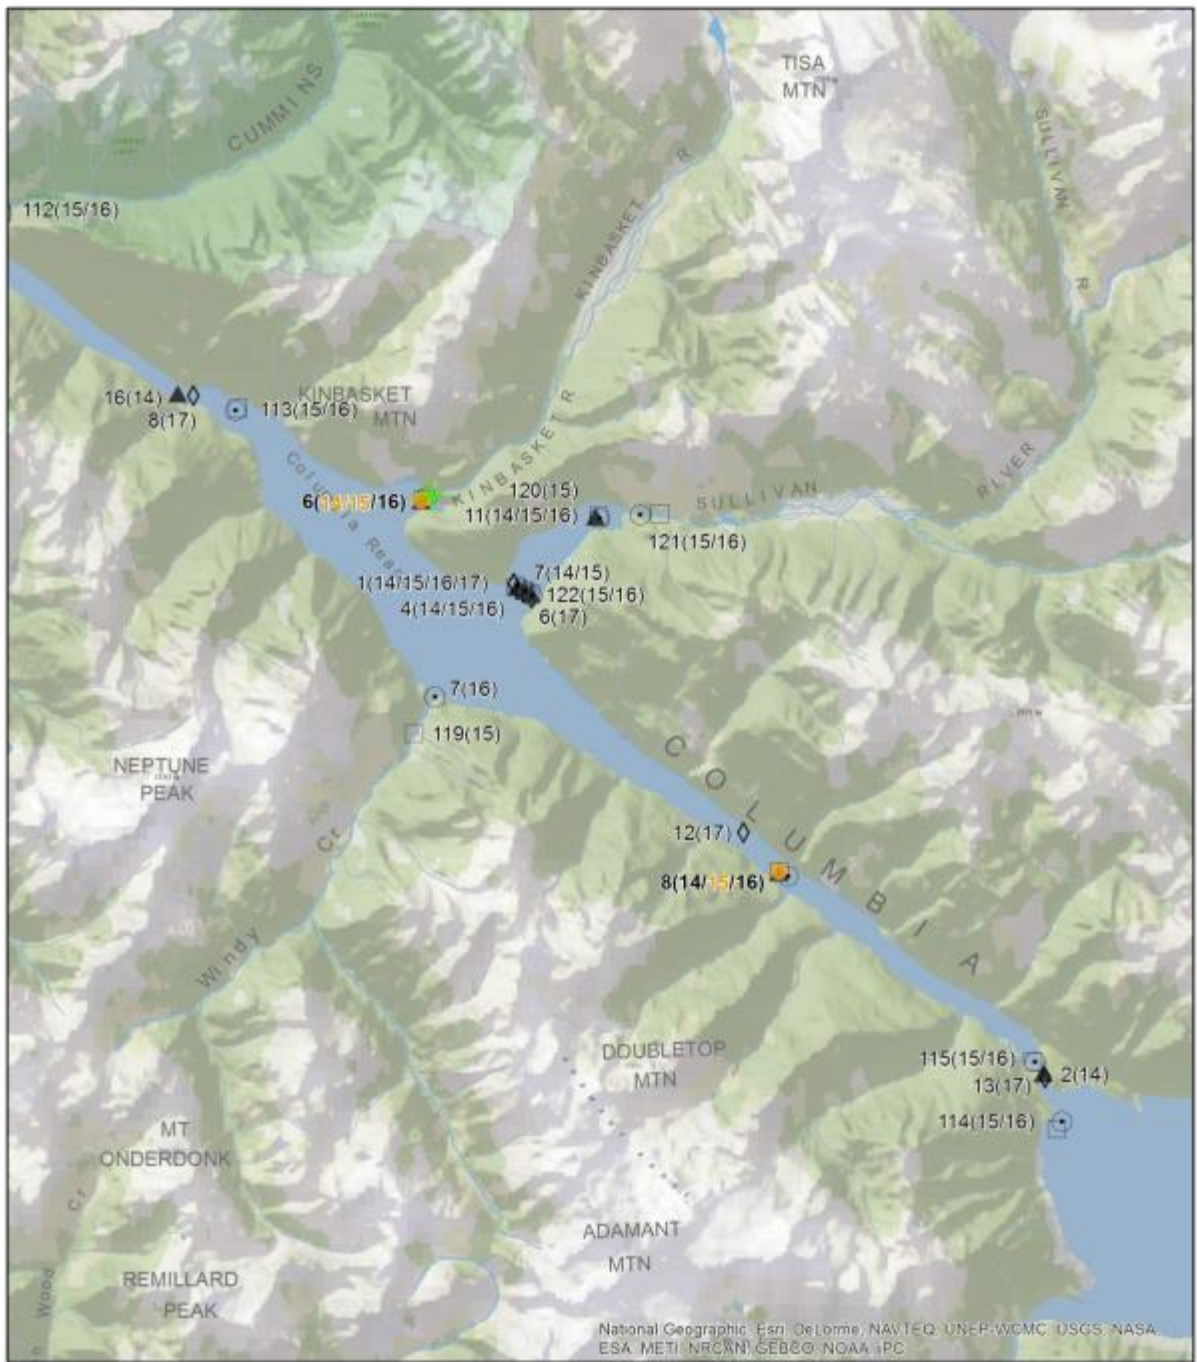 TISA
MTN
CUMMINS
SULLIVAN
R
112(15/16)
KINBASKET
R
16(14)
8(17)
113(15/16)
KINBASKET
MTN
Columbia Reac
6(14/15/16)
KINBASKET R
120(15)
11(14/15/16)
SULLIVAN
RIVER
121(15/16)
1(14/15/16/17)
7(14/15)
4(14/15/16)
122(15/16)
6(17)
7(16)
119(15)
NEPTUNE
PEAK
COLUMBIA
12(17)
8(14/15/16)
Windy
Cr
DOUBLETOP
MTN
115(15/16)
13(17)
2(14)
114(15/16)
MT
ONDERDONK
Cr
Wood
ADAMANT
MTN
REMILLARD
PEAK
National Geographic, Esri, DeLorme, NAVTEQ, UNEP-WCMC, USGS, NASA,
ESA, METI, NRCAN, GEBCO, NOAA, iPC